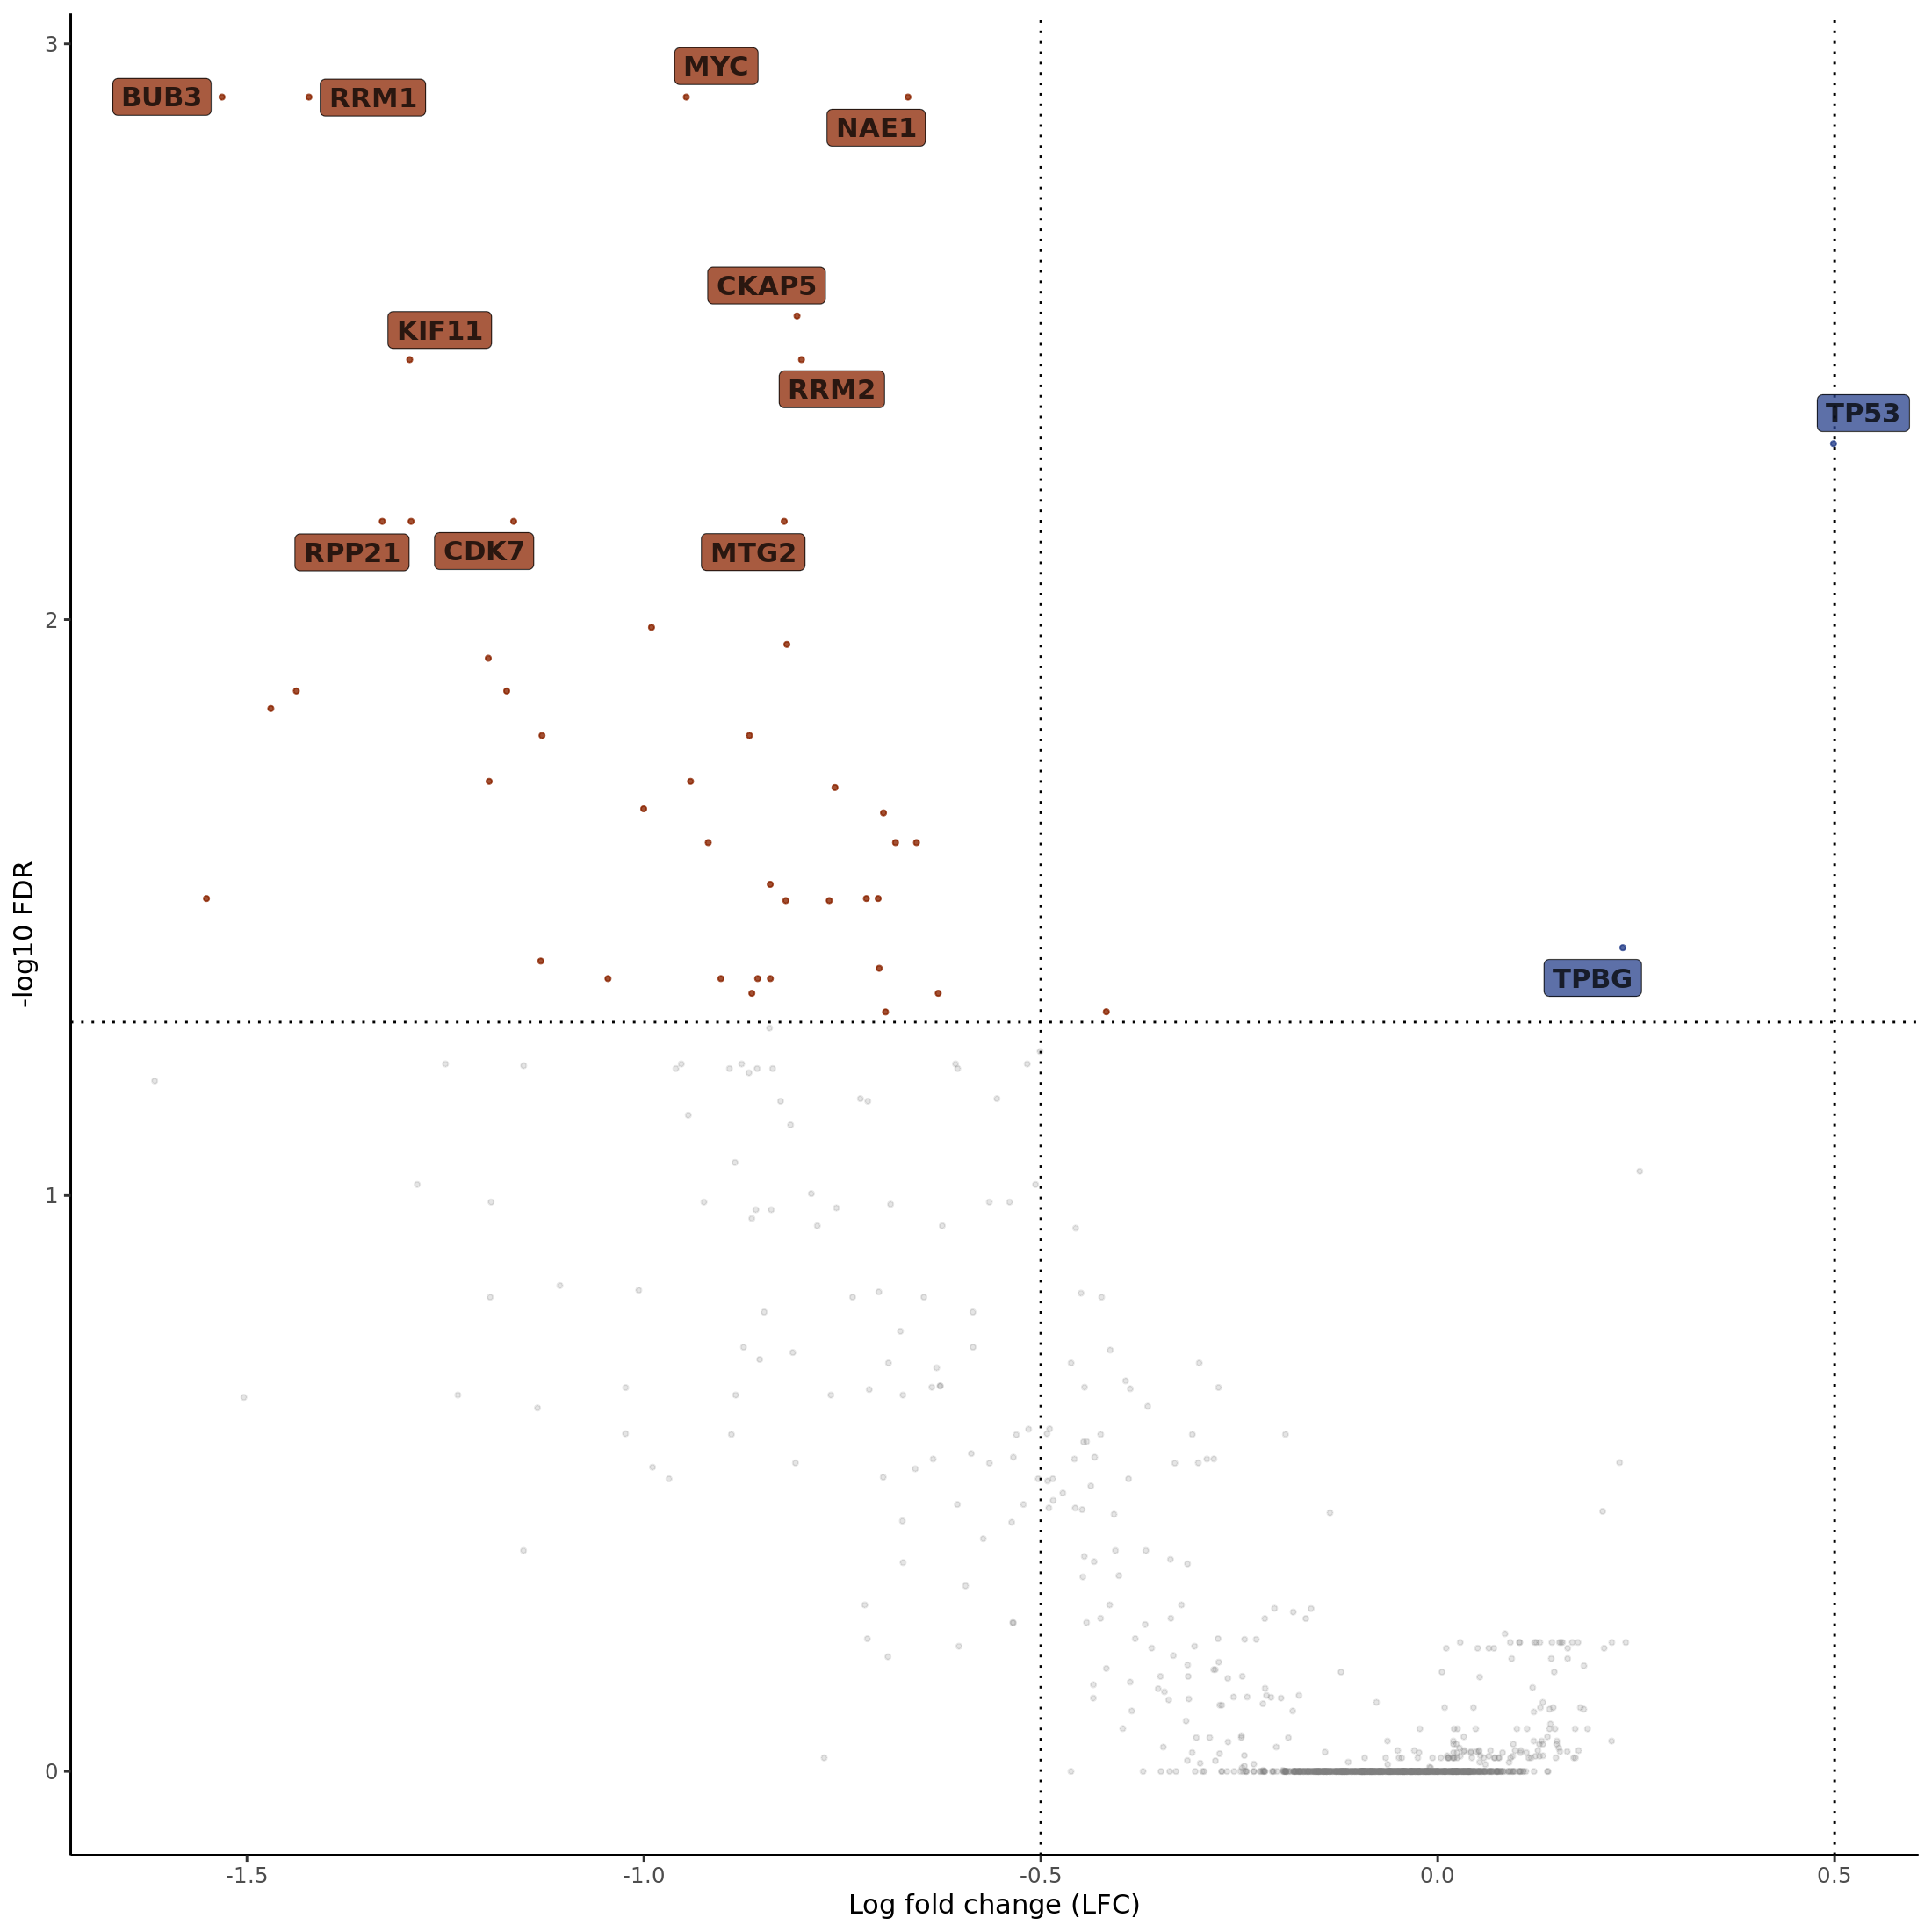 3
MYC
BUB3
RRM1
NAE1
CKAP5
KIF11
RRM2
TP53
RPP21
CDK7
MTG2
2
-log10 FDR
TPBG
1
0
-1.5
-1.0
-0.5
0.0
0.5
Log fold change (LFC)